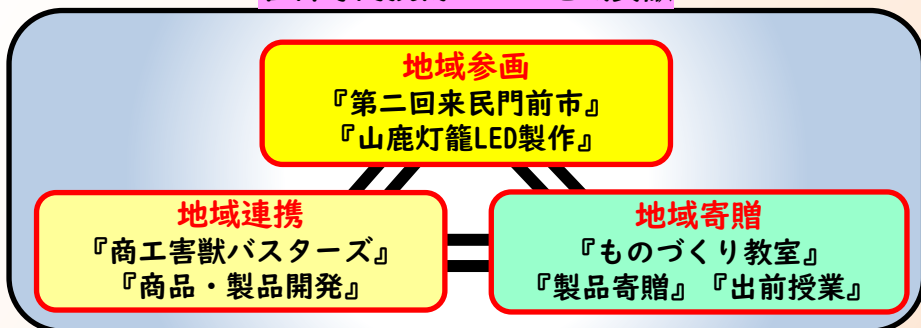 地域参画
『第二回来民門前市』
『山鹿灯籠LED製作』
地域連携
『商工害獣バスターズ』
『商品・製品開発』
地域寄贈
『ものづくり教室』
『製品寄贈』『出前授業』